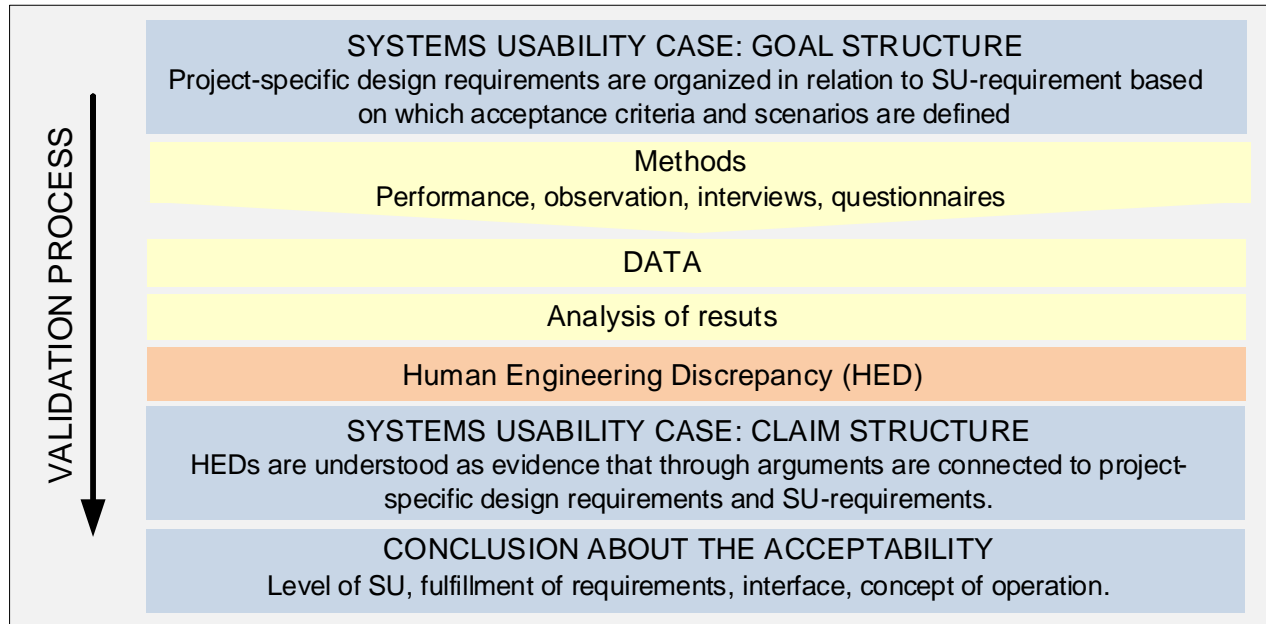 VALIDATION PROCESS
SYSTEMS USABILITY CASE: GOAL STRUCTURE
Project-specific design requirements are organized in relation to SU-requirement based
on which acceptance criteria and scenarios are defined
Methods
Performance, observation, interviews, questionnaires
DATA
Analysis of resuts
Human Engineering Discrepancy (HED)
SYSTEMS USABILITY CASE: CLAIM STRUCTURE
HEDs are understood as evidence that through arguments are connected to project-
specific design requirements and SU-requirements.
CONCLUSION ABOUT THE ACCEPTABILITY
Level of SU, fulfillment of requirements, interface, concept of operation.